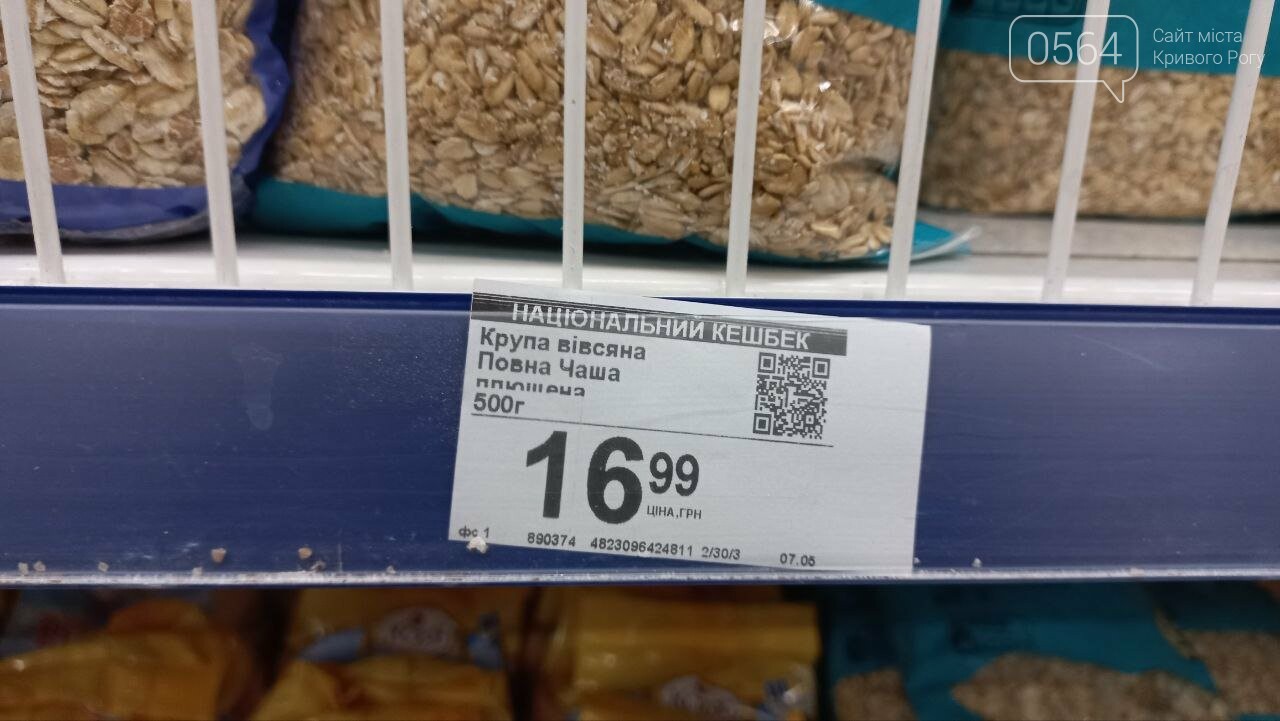 0564
Сайт міста
Кривого Рогу
НАЦІОНАЛЬНИЙ КЕШБЕК
Крупа вівсяна
Повна Чаша
плющена
500г
16 99
ЦІНА,ГРН
фс 1 890374 4823096424811 2/30/3 07.05